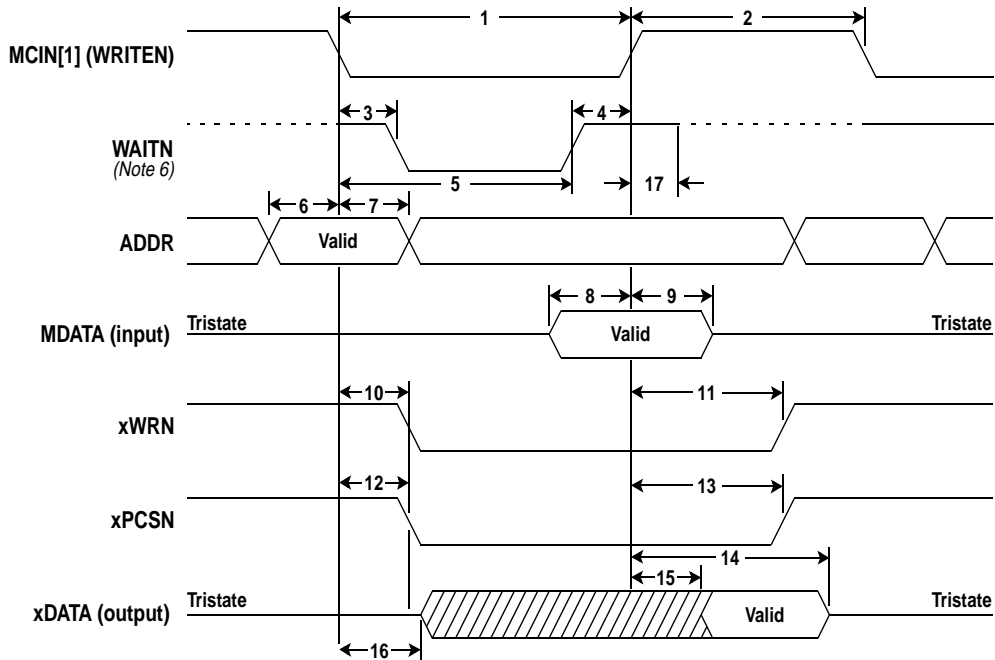 1 2
MCIN[1] (WRITEN)
3 4
WAITN
(Note 6)
5 17
6 7
ADDR Valid
8 9
MDATA (input) Tristate Valid Tristate
10 11
xWRN
12 13
xPCSN
14
15
xDATA (output) Tristate Valid Tristate
16